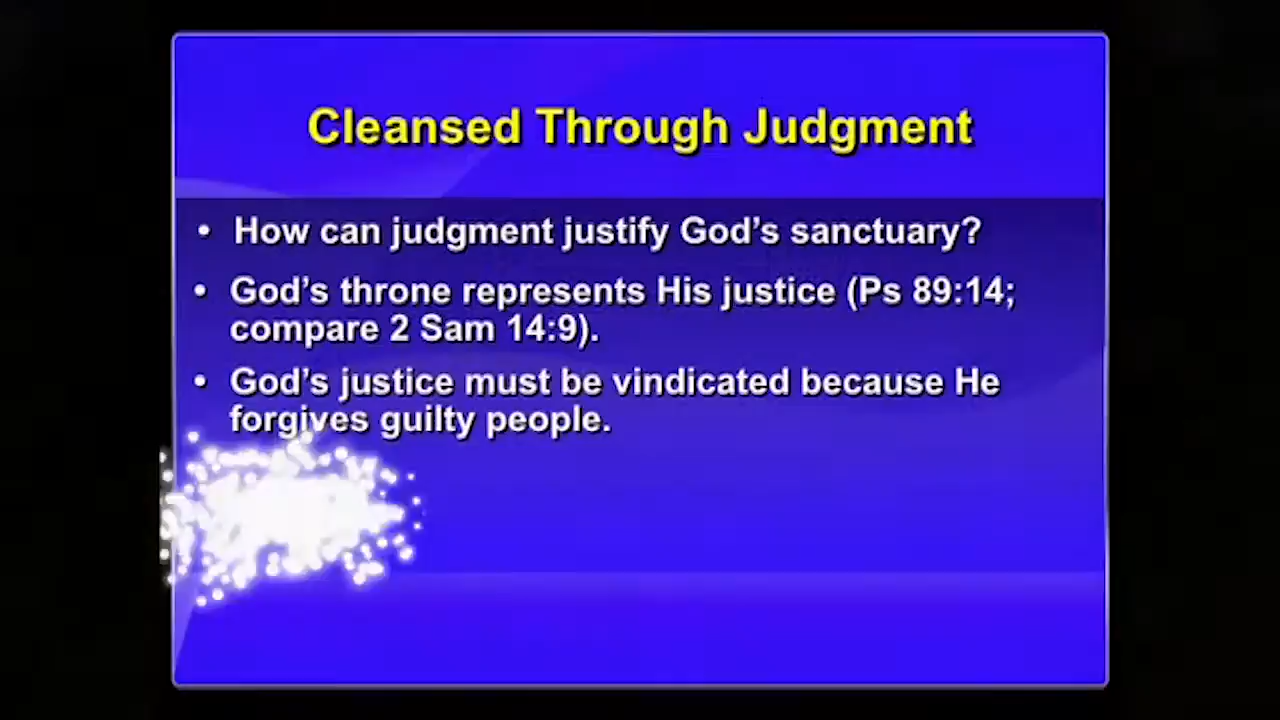 Cleansed Through Judgment
• How can judgment justify God's sanctuary?
• God's throne represents His justice (Ps 89:14;
compare 2 Sam 14:9).
• God's justice must be vindicated because He
forgives guilty people.